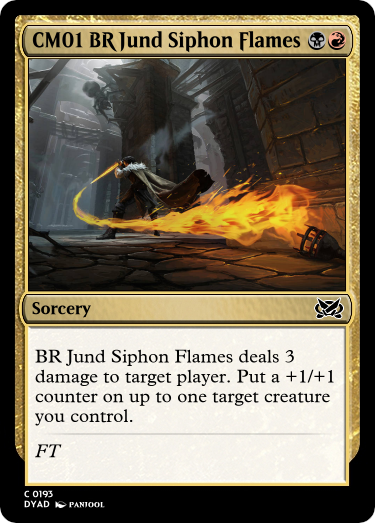 CM01 BR Jund Siphon Flames
Sorcery
BR Jund Siphon Flames deals 3
damage to target player. Put a +1/+1
counter on up to one target creature
you control.
FT
C 0193
DYAD PANJOOL